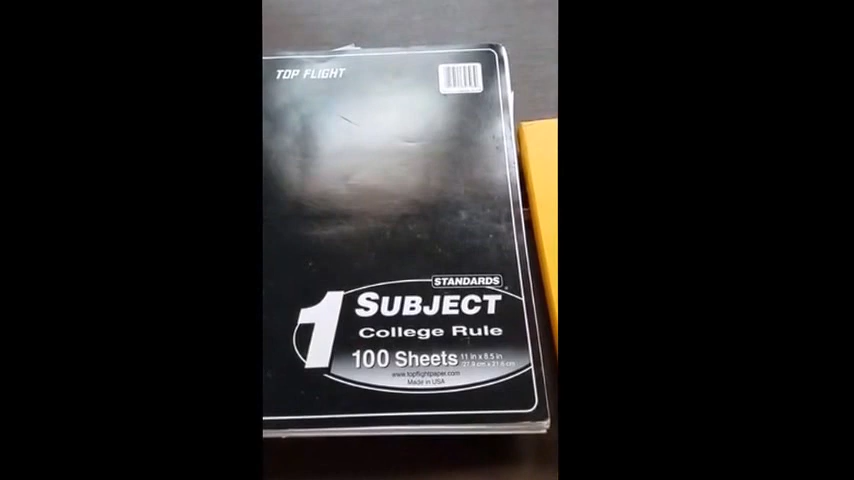 TOP FLIGHT
STANDARDS
1 SUBJECT
College Rule
100 Sheets 11 in x 8.5 in
27.9 cm x 21.6 cm
www.topflightpaper.com
Made in USA